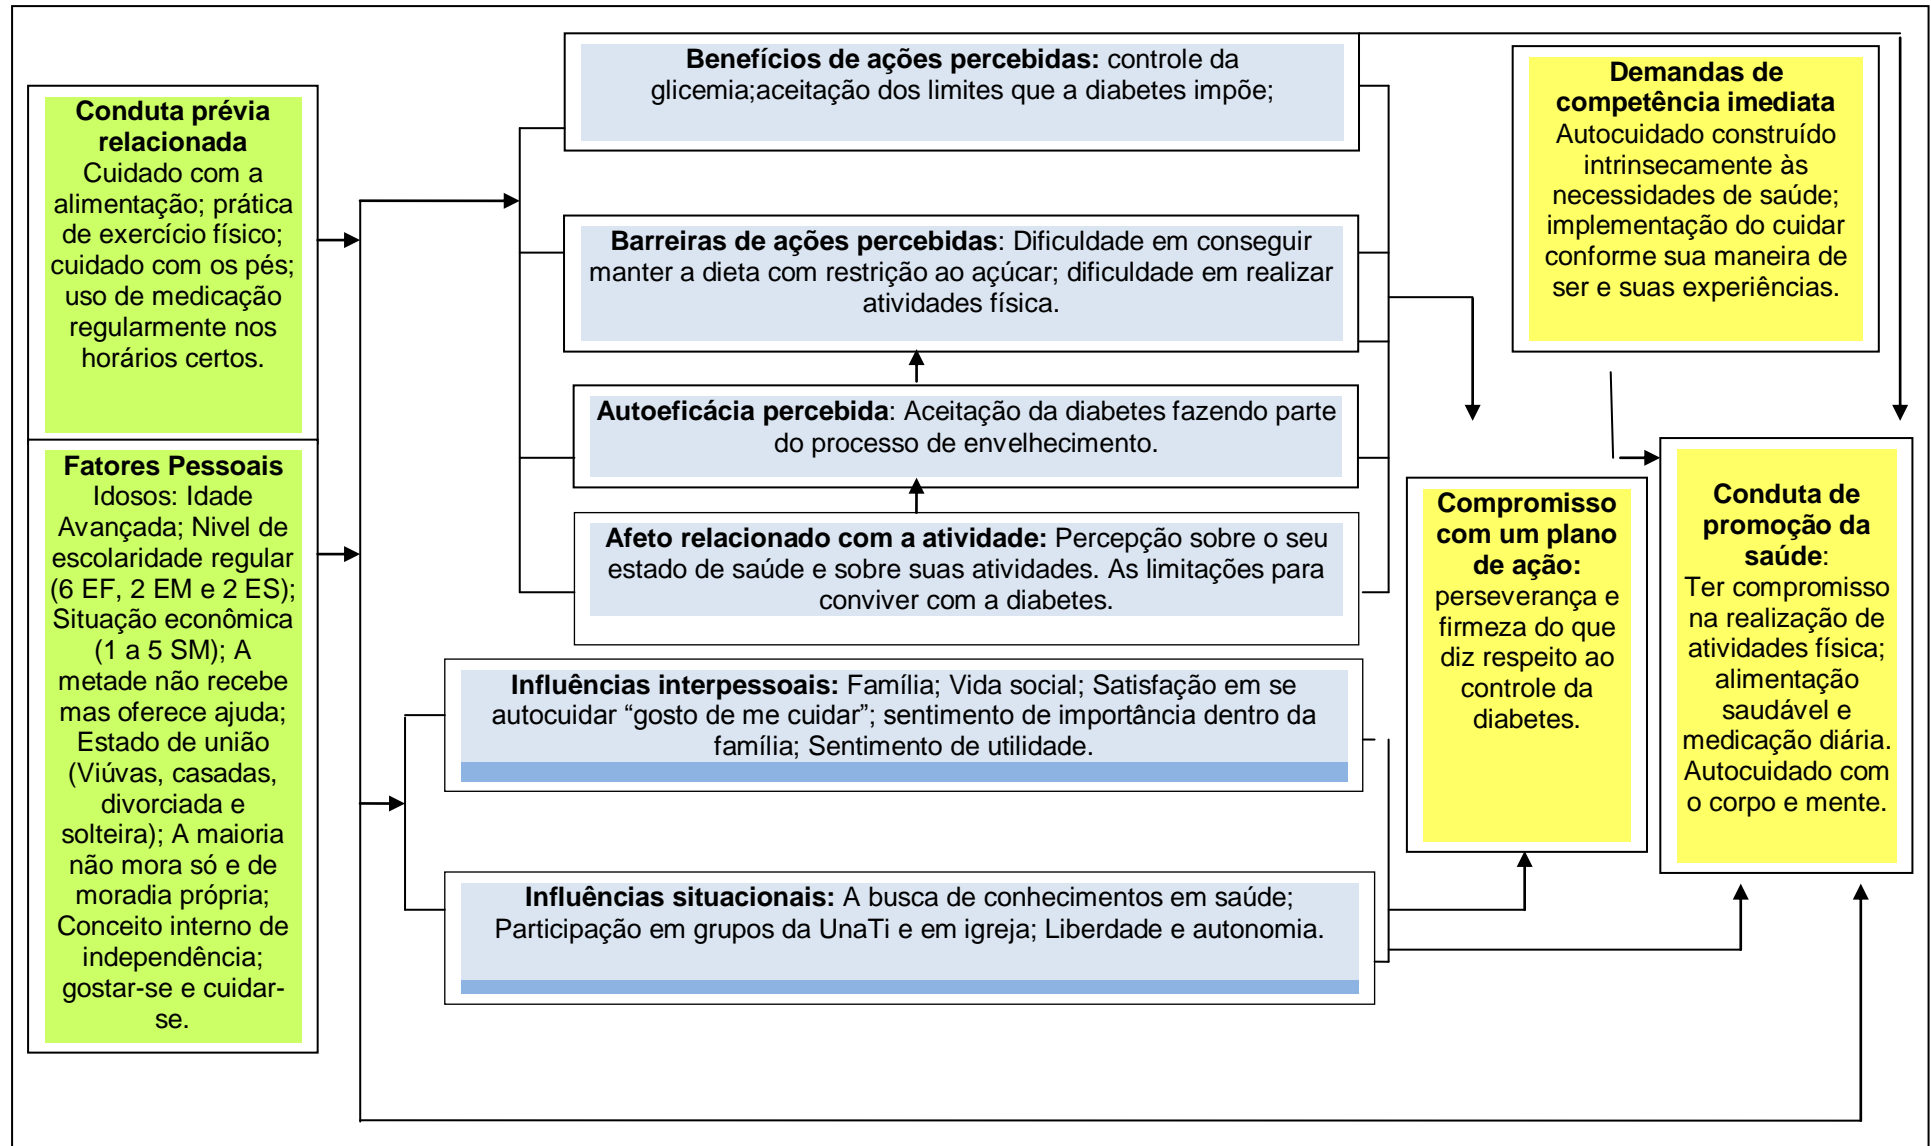 Conduta prévia
relacionada
Cuidado com a
alimentação; prática
de exercício físico;
cuidado com os pés;
uso de medicação
regularmente nos
horários certos.
Fatores Pessoais
Idosos: Idade
Avançada; Nivel de
escolaridade regular
(6 EF, 2 EM e 2 ES);
Situação econômica
(1 a 5 SM); A
metade não recebe
mas oferece ajuda;
Estado de união
(Viúvas, casadas,
divorciada e
solteira); A maioria
não mora só e de
moradia própria;
Conceito interno de
independência;
gostar-se e cuidar-
se.
Benefícios de ações percebidas: controle da
glicemia;aceitação dos limites que a diabetes impõe;
Barreiras de ações percebidas: Dificuldade em conseguir
manter a dieta com restrição ao açúcar; dificuldade em realizar
atividades física.
Autoeficácia percebida: Aceitação da diabetes fazendo parte
do processo de envelhecimento.
Afeto relacionado com a atividade: Percepção sobre o seu
estado de saúde e sobre suas atividades. As limitações para
conviver com a diabetes.
Influências interpessoais: Família; Vida social; Satisfação em se
autocuidar “gosto de me cuidar”; sentimento de importância dentro da
família; Sentimento de utilidade.
Influências situacionais: A busca de conhecimentos em saúde;
Participação em grupos da UnaTi e em igreja; Liberdade e autonomia.
Demandas de
competência imediata
Autocuidado construído
intrinsecamente às
necessidades de saúde;
implementação do cuidar
conforme sua maneira de
ser e suas experiências.
Compromisso
com um plano
de ação:
perseverança e
firmeza do que
diz respeito ao
controle da
diabetes.
Conduta de
promoção da
saúde:
Ter compromisso
na realização de
atividades física;
alimentação
saudável e
medicação diária.
Autocuidado com
o corpo e mente.